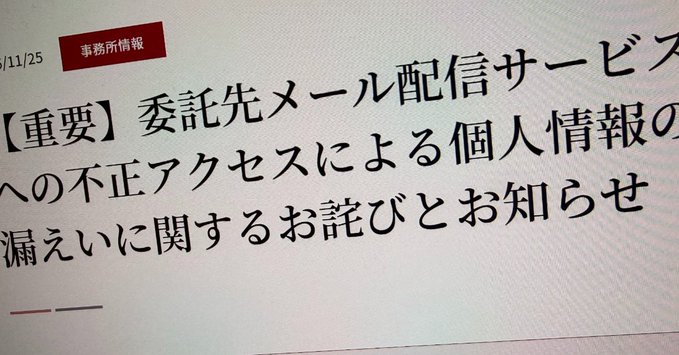 5/11/25 事務所情報
【重要】委託先メール配信サービス
への不正アクセスによる個人情報の
漏えいに関するお詫びとお知らせ